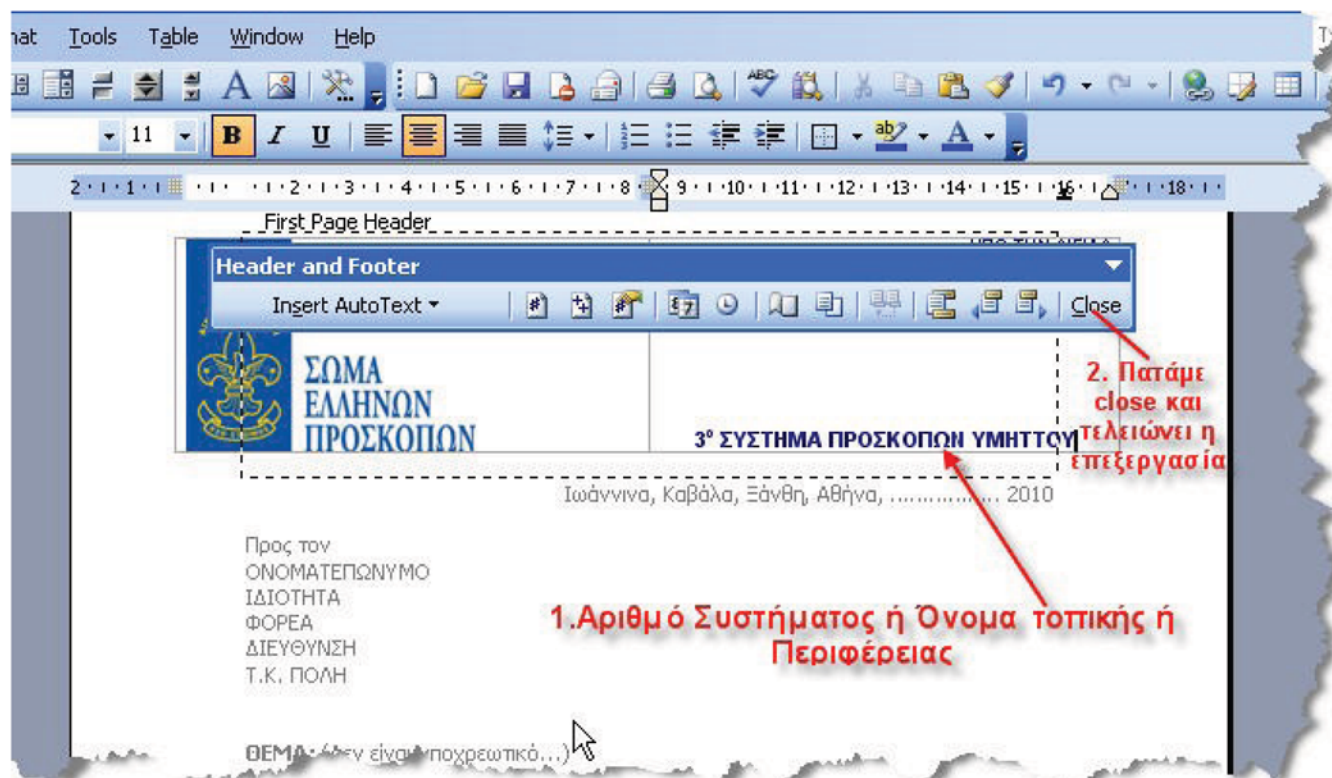 Tools Table Window Help
11 B I U
2 1 2 3 4 5 6 7 8 9 10 11 12 13 14 15 16 18
First Page Header
Header and Footer
Insert AutoText Close
ΣΩΜΑ
ΕΛΛΗΝΩΝ
ΠΡΟΣΚΟΠΩΝ
3º ΣΥΣΤΗΜΑ ΠΡΟΣΚΟΠΩΝ ΥΜΗΤΤΟΥ
2. Πατάμε
close και
τελειώνει η
επεξεργασία
Ιωάννινα, Καβάλα, Ξάνθη, Αθήνα, ................. 2010
Προς τον
ΟΝΟΜΑΤΕΠΩΝΥΜΟ
ΙΔΙΟΤΗΤΑ
ΦΟΡΕΑ
ΔΙΕΥΘΥΝΣΗ
Τ.Κ. ΠΟΛΗ
1.Αριθμό Συστήματος ή Όνομα τοπικής ή
Περιφέρειας
ΘΕΜΑ: (δεν είναι υποχρεωτικό...)